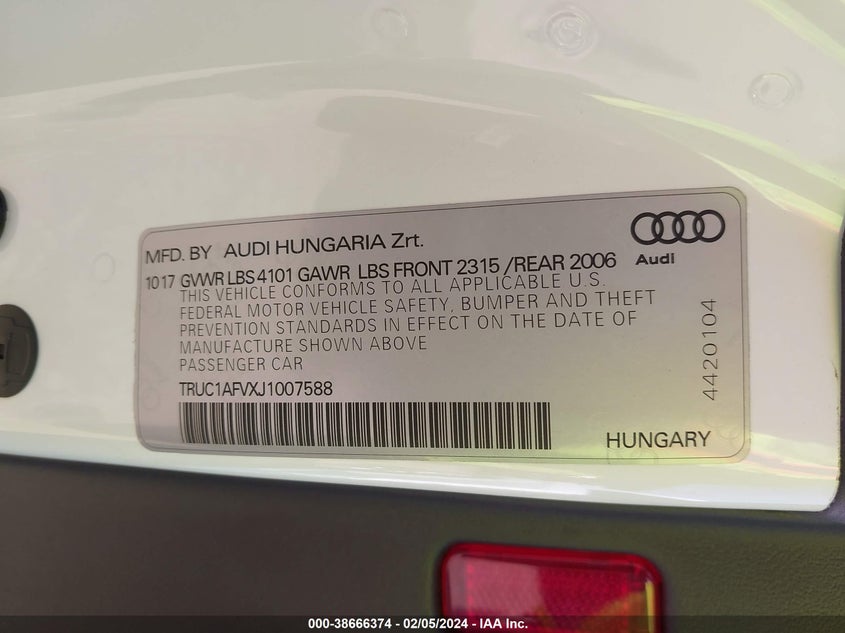 MFD. BY AUDI HUNGARIA Zrt.
Audi
1017 GVWR LBS 4101 GAWR LBS FRONT 2315 /REAR 2006
THIS VEHICLE CONFORMS TO ALL APPLICABLE U.S.
FEDERAL MOTOR VEHICLE SAFETY, BUMPER AND THEFT
PREVENTION STANDARDS IN EFFECT ON THE DATE OF
MANUFACTURE SHOWN ABOVE
PASSENGER CAR
TRUC1AFVXJ1007588
HUNGARY
4420104
000-38666374 - 02/05/2024 - IAA Inc.